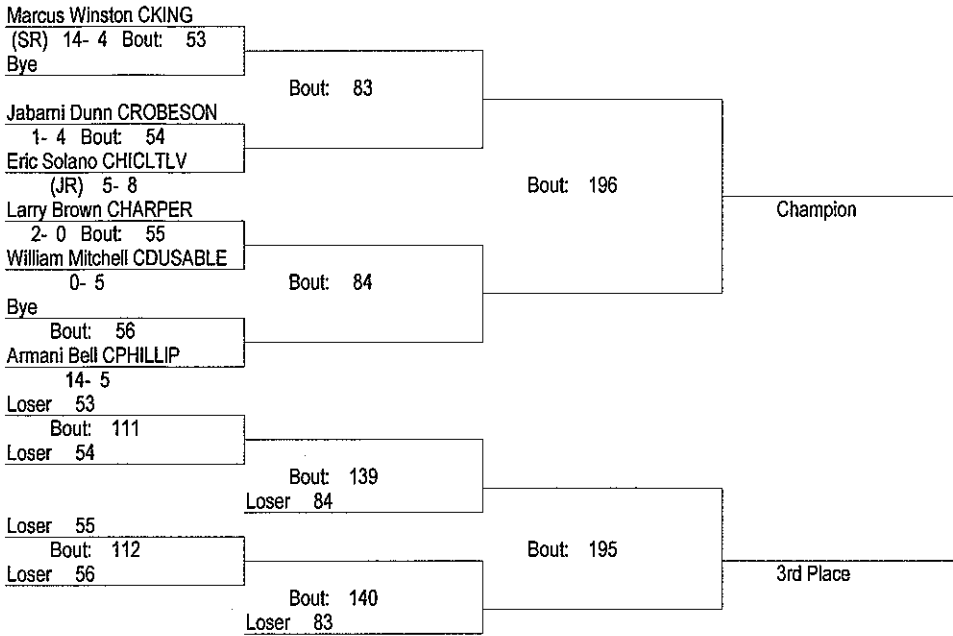 Marcus Winston CKING
(SR) 14- 4 Bout: 53
Bye
Bout: 83
Jabarni Dunn CROBESON
1- 4 Bout: 54
Eric Solano CHICLTLV
(JR) 5- 8
Bout: 196
Larry Brown CHARPER
2- 0 Bout: 55
William Mitchell CDUSABLE
0- 5
Bout: 84
Bye
Bout: 56
Armani Bell CPHILLIP
14- 5
Champion
Loser 53
Bout: 111
Loser 54
Bout: 139
Loser 84
Loser 55
Bout: 112
Loser 56
Bout: 140
Loser 83
Bout: 195
3rd Place